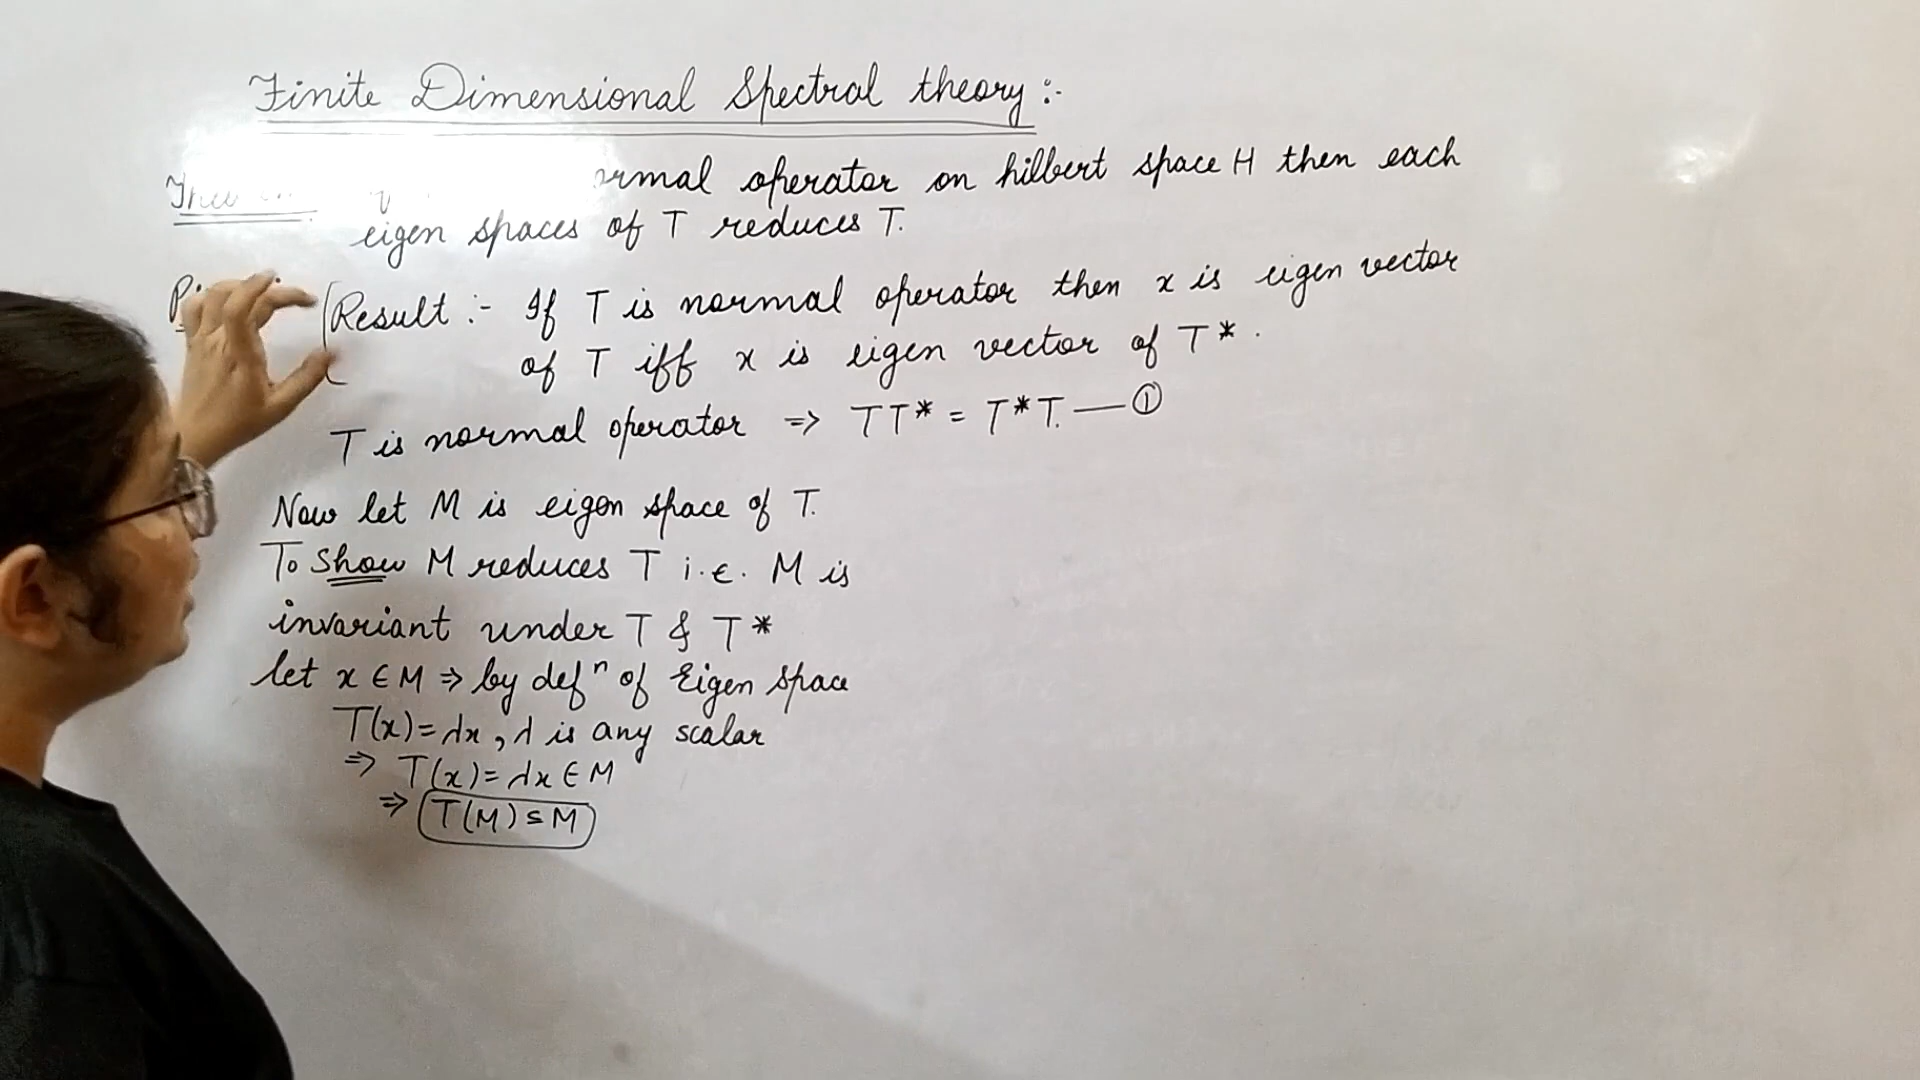 Finite Dimensional Spectral theory :-
normal operator on hilbert space H then each
eigen spaces of T reduces T.
Result :- If T is normal operator then x is eigen vector
of T iff x is eigen vector of T* .
T is normal operator => TT* = T*T. — ①
Now let M is eigen space of T.
To show M reduces T i.e. M is
invariant under T & T*
let x ∈ M => by defⁿ of Eigen space
T(x) = λx , λ is any scalar
=> T(x) = λx ∈ M
=> T(M) ⊆ M